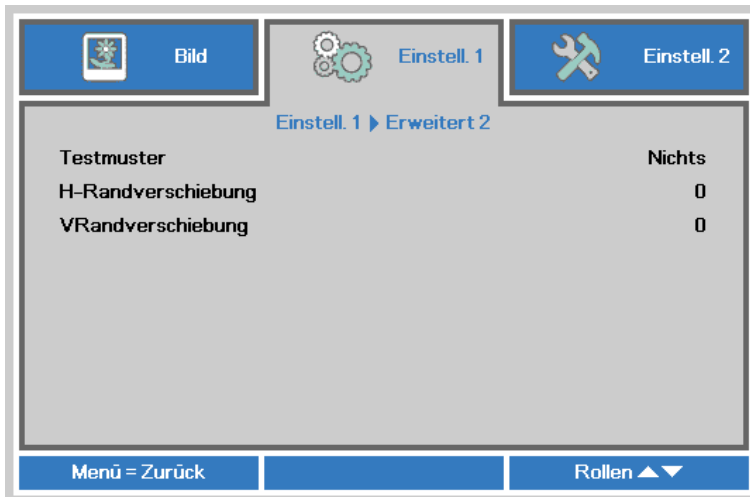 Bild
Einstell. 1
Einstell. 2
Einstell. 1 ▶ Erweitert 2
Testmuster Nichts
H-Randverschiebung 0
VRandverschiebung 0
Menü = Zurück
Rollen ▲▼